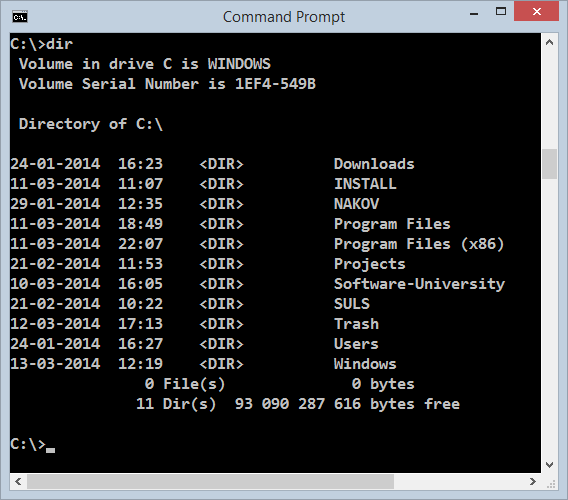 Command Prompt
C:\>dir
 Volume in drive C is WINDOWS
 Volume Serial Number is 1EF4-549B

 Directory of C:\

24-01-2014  16:23    <DIR>          Downloads
11-03-2014  11:07    <DIR>          INSTALL
29-01-2014  12:35    <DIR>          NAKOV
11-03-2014  18:49    <DIR>          Program Files
11-03-2014  22:07    <DIR>          Program Files (x86)
21-02-2014  11:53    <DIR>          Projects
10-03-2014  16:05    <DIR>          Software-University
21-02-2014  10:22    <DIR>          SULS
12-03-2014  17:13    <DIR>          Trash
24-01-2014  16:27    <DIR>          Users
13-03-2014  12:19    <DIR>          Windows
               0 File(s)              0 bytes
              11 Dir(s)  93 090 287 616 bytes free

C:\>